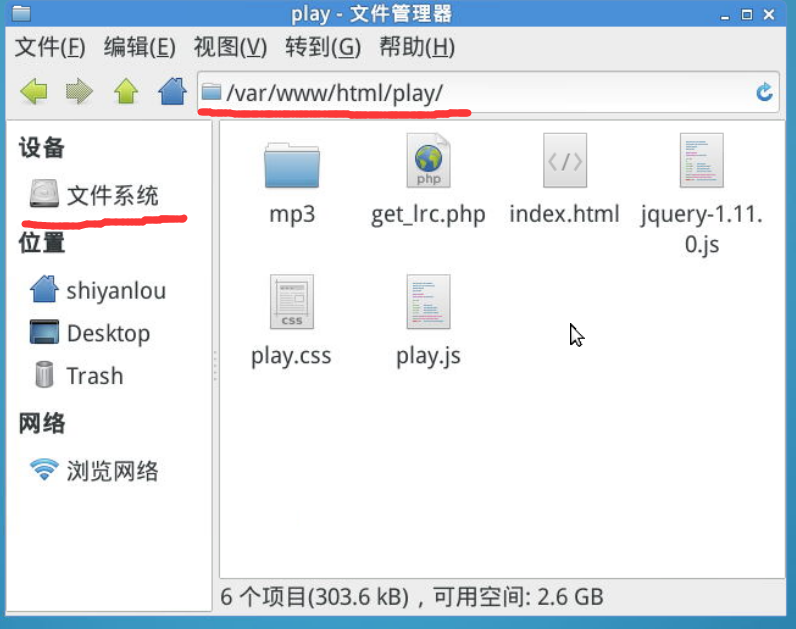 play - 文件管理器
文件(F) 编辑(E) 视图(V) 转到(G) 帮助(H)
/var/www/html/play/
设备
文件系统
位置
shiyanlou
Desktop
Trash
网络
浏览网络
php
mp3 get_lrc.php index.html jquery-1.11.
0.js
css
play.css play.js
6 个项目(303.6 kB)，可用空间: 2.6 GB